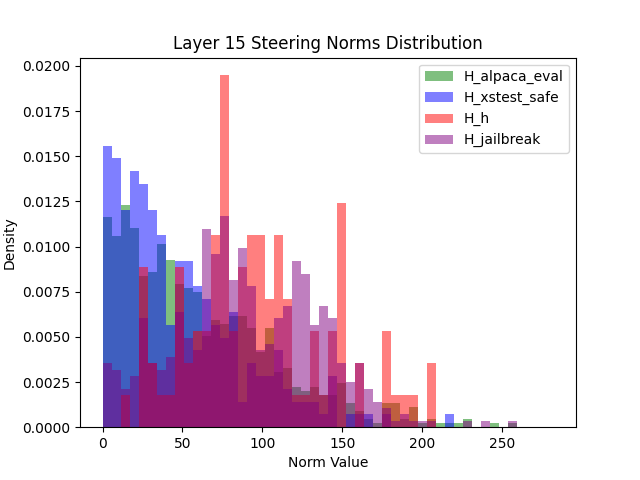 Layer 15 Steering Norms Distribution
H_alpaca_eval
H_xstest_safe
H_h
H_jailbreak
0.0200
0.0175
0.0150
0.0125
0.0100
0.0075
0.0050
0.0025
0.0000
Density
0 50 100 150 200 250
Norm Value